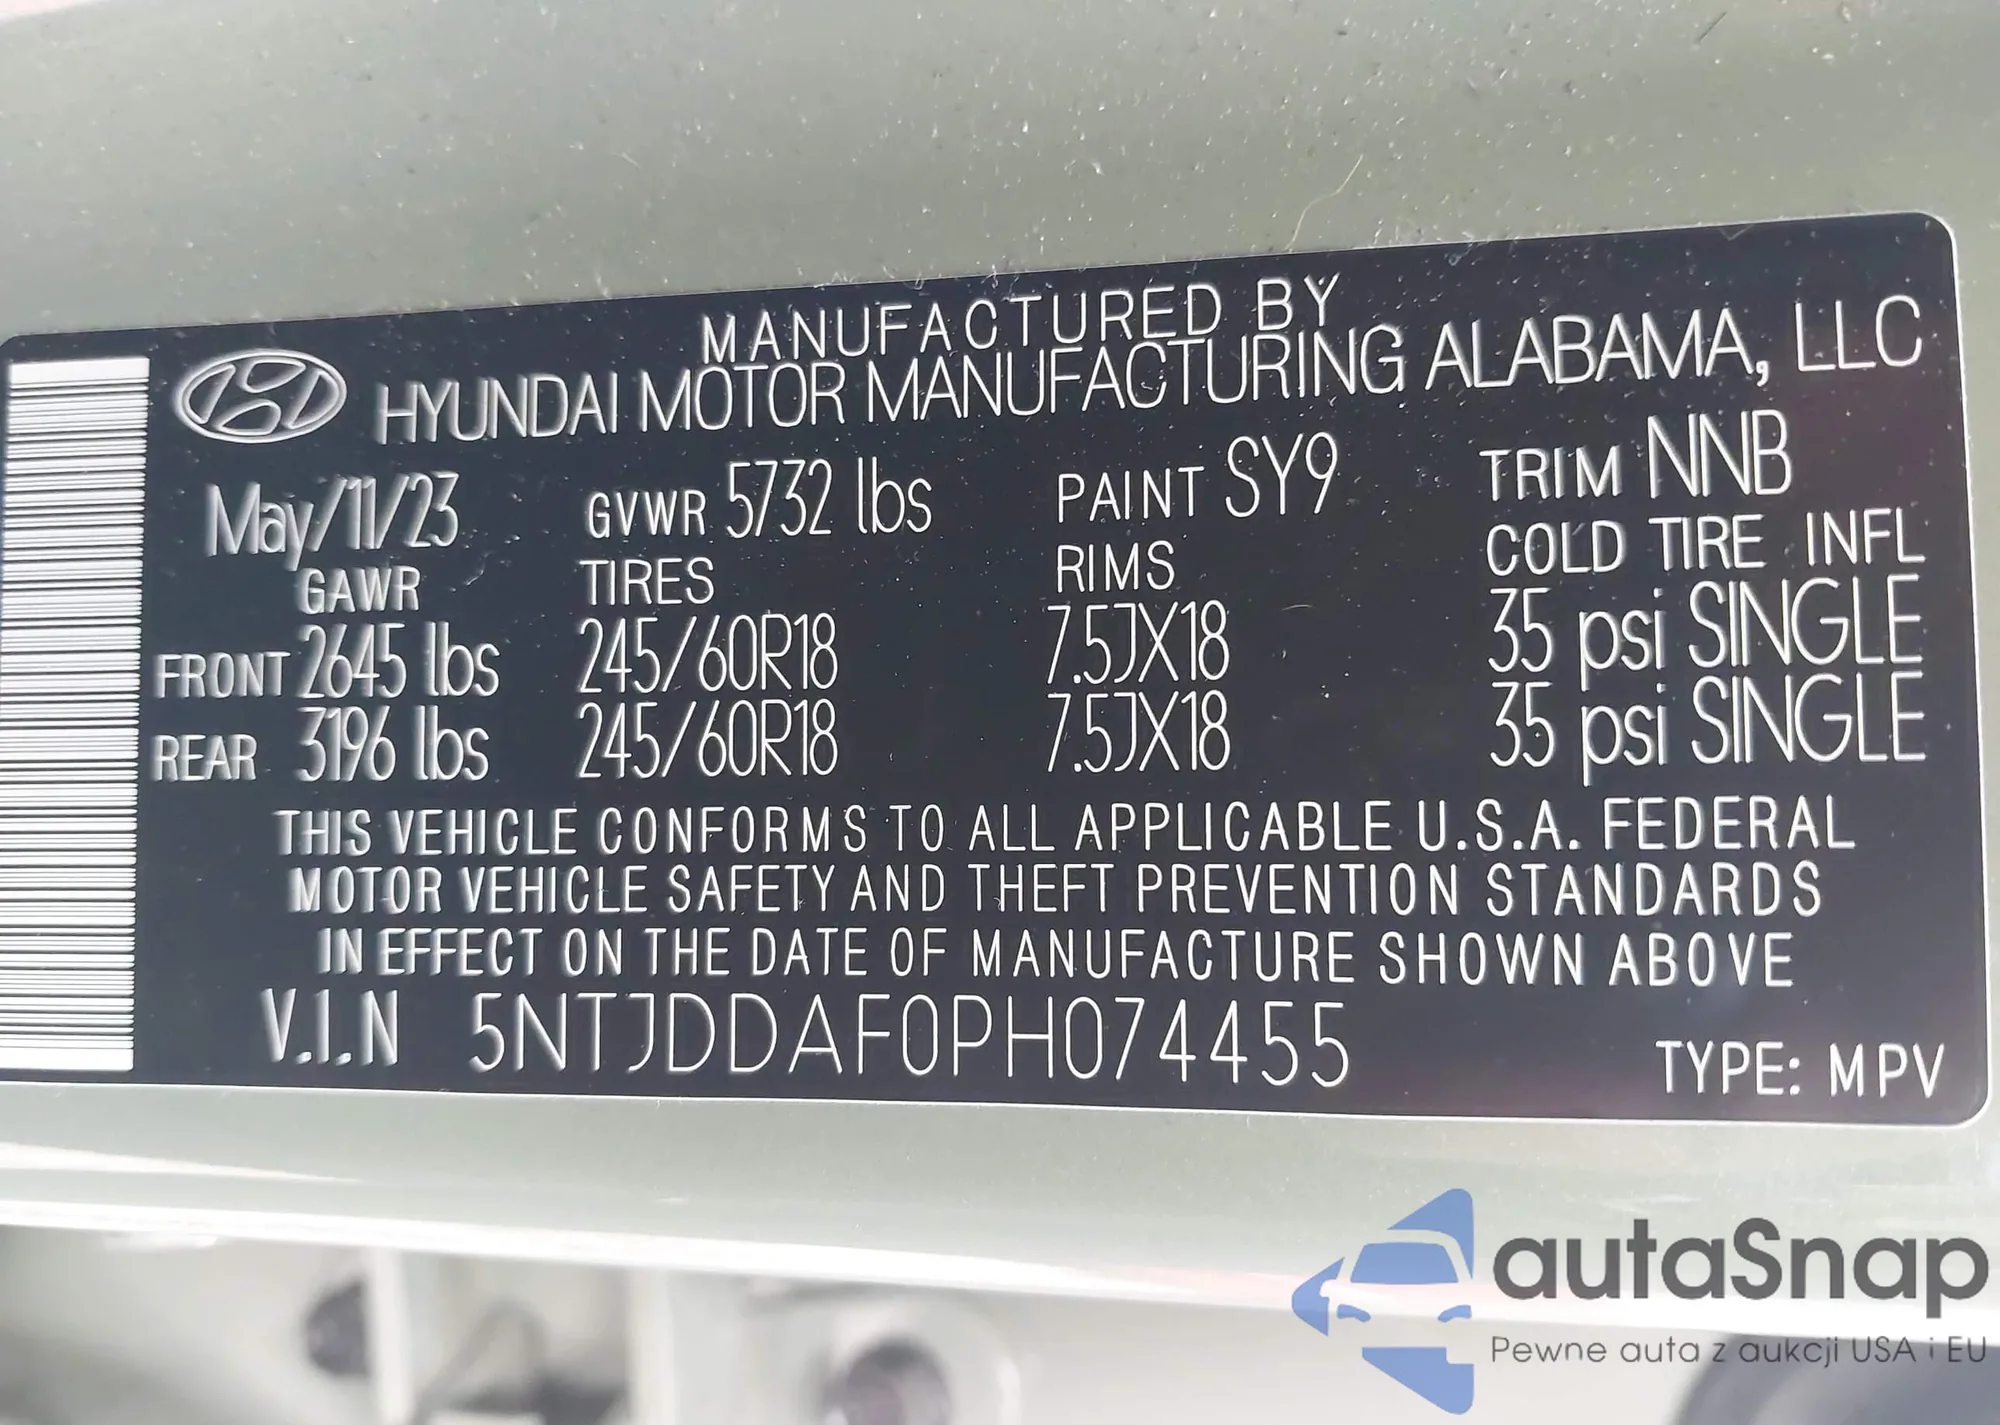 MANUFACTURED BY
HYUNDAI MOTOR MANUFACTURING ALABAMA, LLC
May/11/23 GVWR 5732 lbs PAINT SY9 TRIM NNB
GAWR TIRES RIMS COLD TIRE INFL
FRONT 2645 lbs 245/60R18 7.5JX18 35 psi SINGLE
REAR 3196 lbs 245/60R18 7.5JX18 35 psi SINGLE
THIS VEHICLE CONFORMS TO ALL APPLICABLE U.S.A. FEDERAL
MOTOR VEHICLE SAFETY AND THEFT PREVENTION STANDARDS
IN EFFECT ON THE DATE OF MANUFACTURE SHOWN ABOVE
V.I.N 5NTJDDAF0PH074455 TYPE: MPV
autaSnap
Pewne auta z aukcji USA i EU